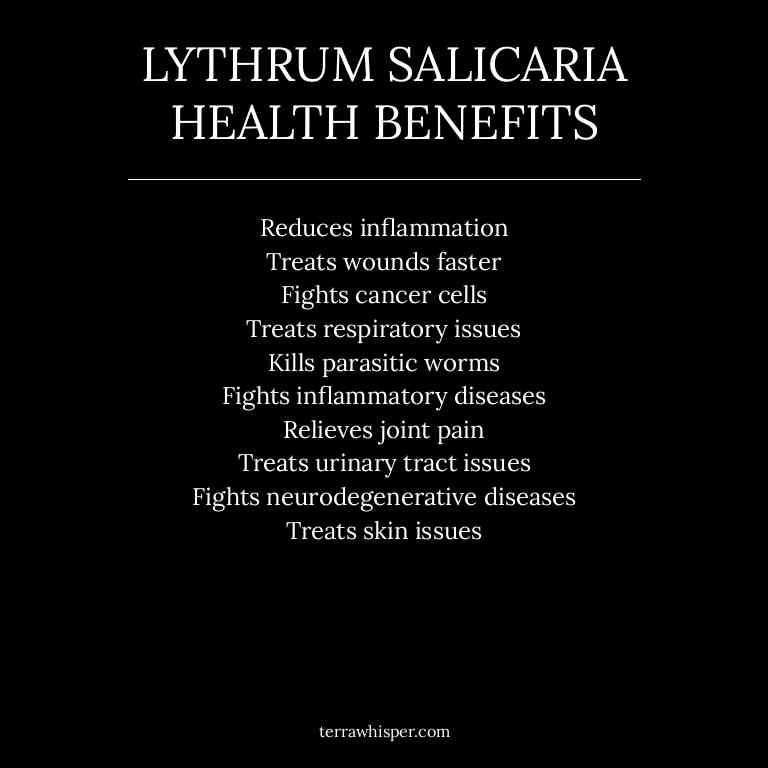 LYTHRUM SALICARIA
HEALTH BENEFITS
Reduces inflammation
Treats wounds faster
Fights cancer cells
Treats respiratory issues
Kills parasitic worms
Fights inflammatory diseases
Relieves joint pain
Treats urinary tract issues
Fights neurodegenerative diseases
Treats skin issues
terrawhisper.com